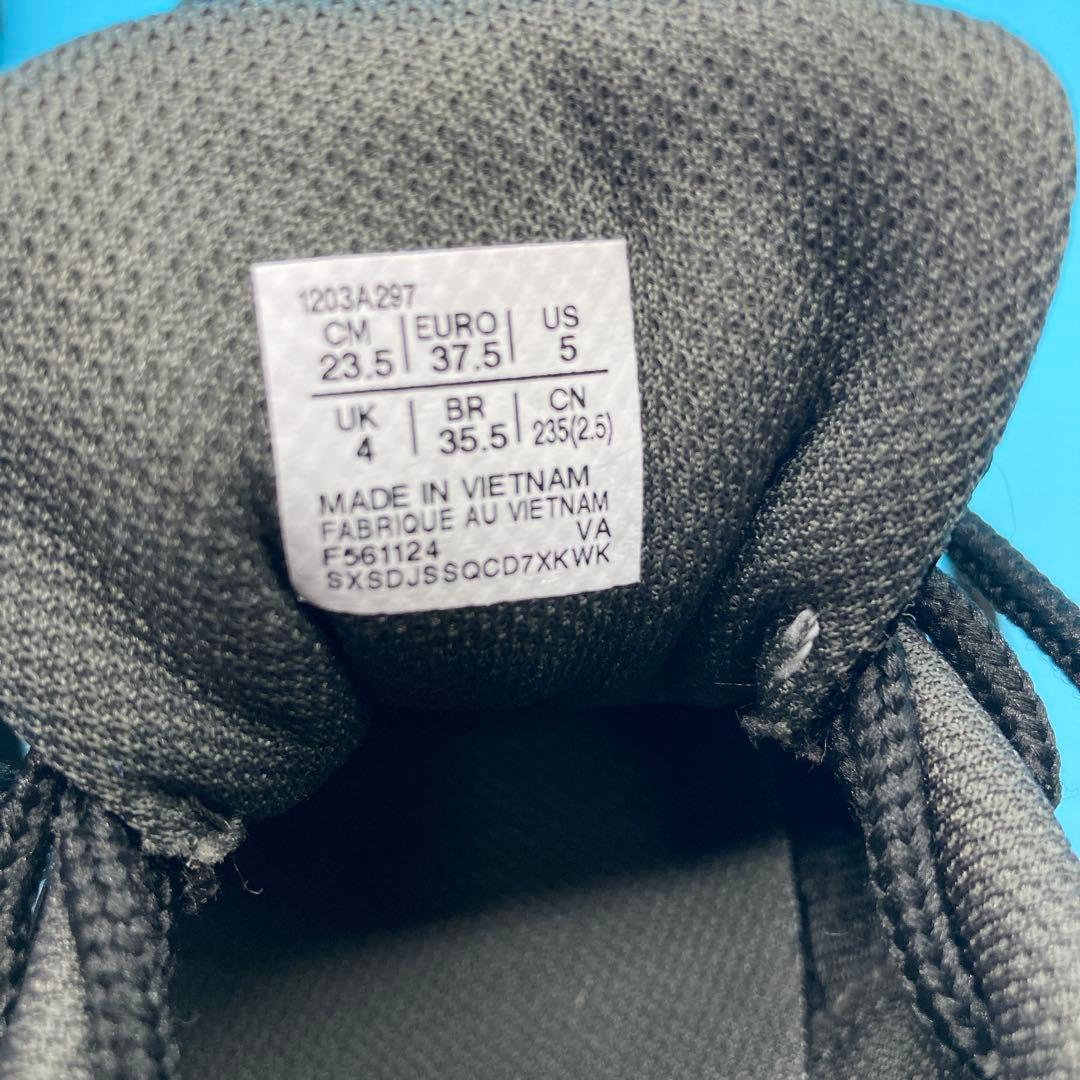 1203A297
CM | EURO | US
23.5 | 37.5 | 5
UK | BR | CN
4 | 35.5 | 235(2.5)
MADE IN VIETNAM
FABRIQUE AU VIETNAM
F561124 VA
SXSDJSSQCD7XKWK